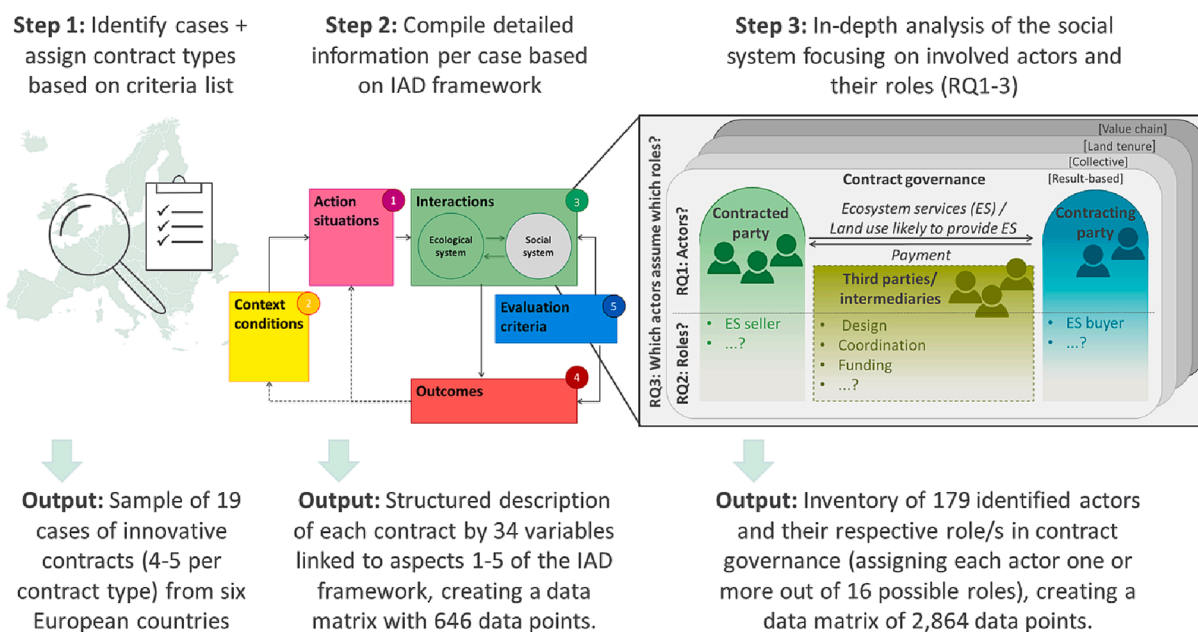 Step 1: Identify cases +
assign contract types
based on criteria list
Step 2: Compile detailed
information per case based
on IAD framework
Step 3: In-depth analysis of the social
system focusing on involved actors and
their roles (RQ1-3)
Action
situations
1
Interactions
3
Ecological
system
Social
system
Context
conditions
2
Evaluation
criteria
5
Outcomes
4
RQ3: Which actors assume which roles?
RQ1: Actors?
RQ2: Roles?
[Value chain]
[Land tenure]
[Collective]
[Result-based]
Contract governance
Contracted
party
Ecosystem services (ES) /
Land use likely to provide ES
Payment
Contracting
party
Third parties/
intermediaries
• ES seller
• ...?
• Design
• Coordination
• Funding
• ...?
• ES buyer
• ...?
Output: Sample of 19
cases of innovative
contracts (4-5 per
contract type) from six
European countries
Output: Structured description
of each contract by 34 variables
linked to aspects 1-5 of the IAD
framework, creating a data
matrix with 646 data points.
Output: Inventory of 179 identified actors
and their respective role/s in contract
governance (assigning each actor one or
more out of 16 possible roles), creating a
data matrix of 2,864 data points.